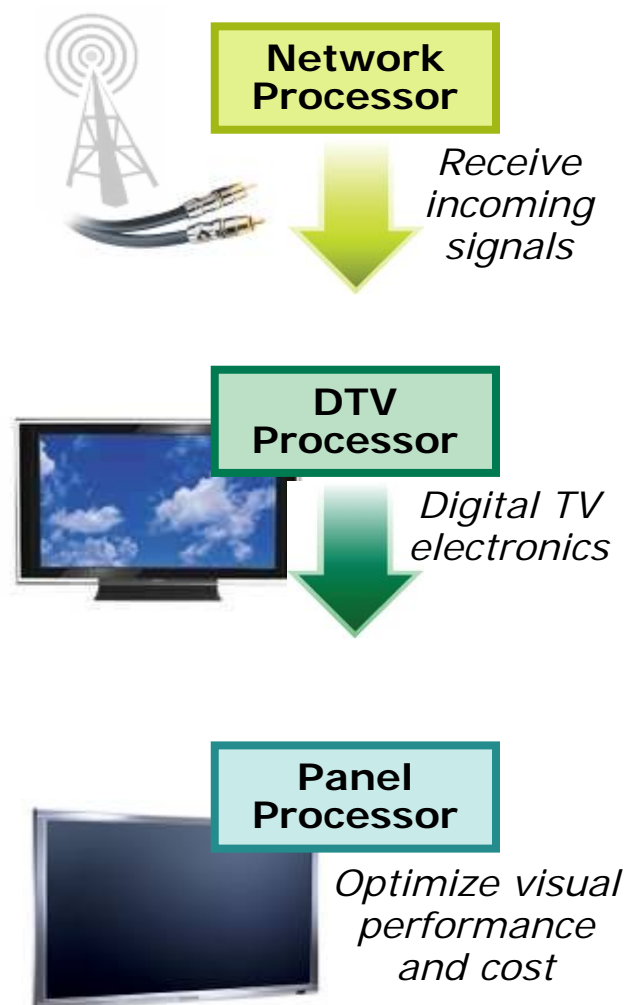 Network
Processor
Receive
incoming
signals
DTV
Processor
Digital TV
electronics
Panel
Processor
Optimize visual
performance
and cost